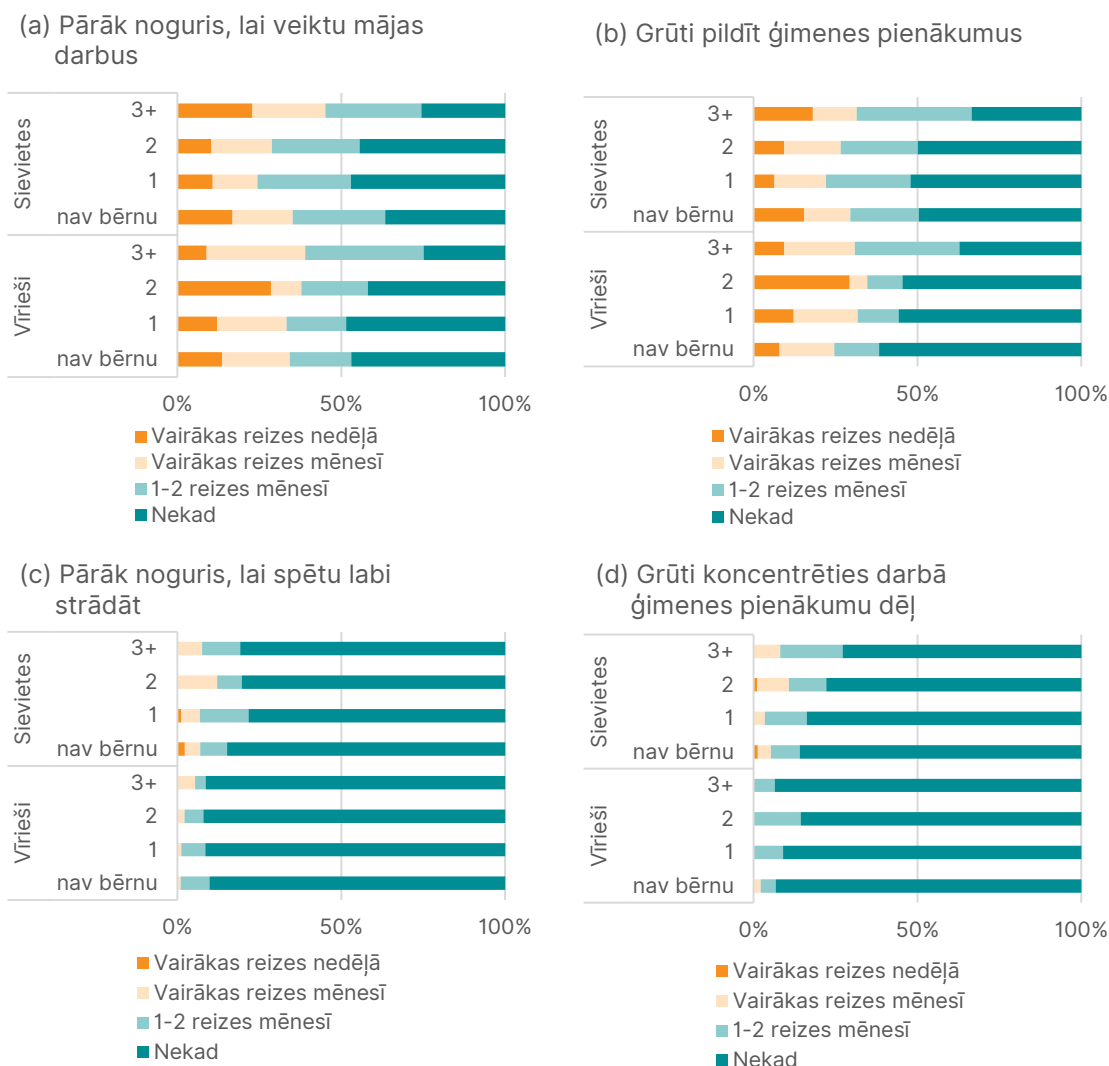 (a) Pārāk noguris, lai veiktu mājas
darbus
Sievietes
3+
2
1
nav bērnu
Vīrieši
3+
2
1
nav bērnu
0%
50%
100%
Vairākas reizes nedēļā
Vairākas reizes mēnesī
1-2 reizes mēnesī
Nekad
(b) Grūti pildīt ģimenes pienākumus
Sievietes
3+
2
1
nav bērnu
Vīrieši
3+
2
1
nav bērnu
0%
50%
100%
Vairākas reizes nedēļā
Vairākas reizes mēnesī
1-2 reizes mēnesī
Nekad
(c) Pārāk noguris, lai spētu labi
strādāt
Sievietes
3+
2
1
nav bērnu
Vīrieši
3+
2
1
nav bērnu
0%
50%
100%
Vairākas reizes nedēļā
Vairākas reizes mēnesī
1-2 reizes mēnesī
Nekad
(d) Grūti koncentrēties darbā
ģimenes pienākumu dēļ
Sievietes
3+
2
1
nav bērnu
Vīrieši
3+
2
1
nav bērnu
0%
50%
100%
Vairākas reizes nedēļā
Vairākas reizes mēnesī
1-2 reizes mēnesī
Nekad